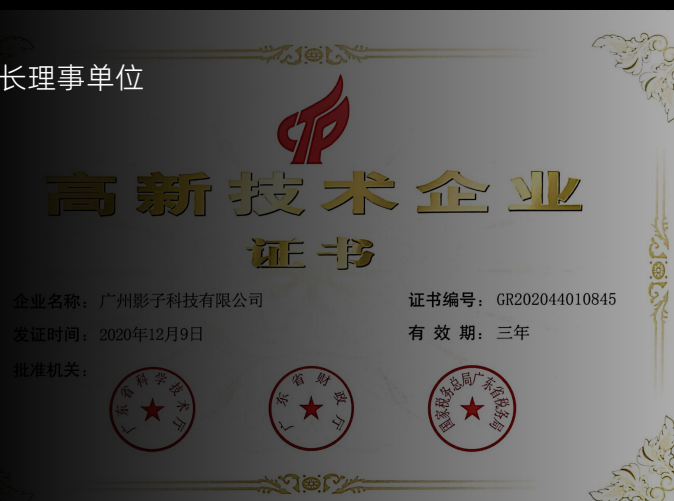 长理事单位
高新技术企业
证书
企业名称：广州影子科技有限公司
证书编号：GR202044010845
发证时间：2020年12月9日
有 效 期：三年
批准机关：
广东省科学技术厅
广东省财政厅
国家税务总局广东省税务局